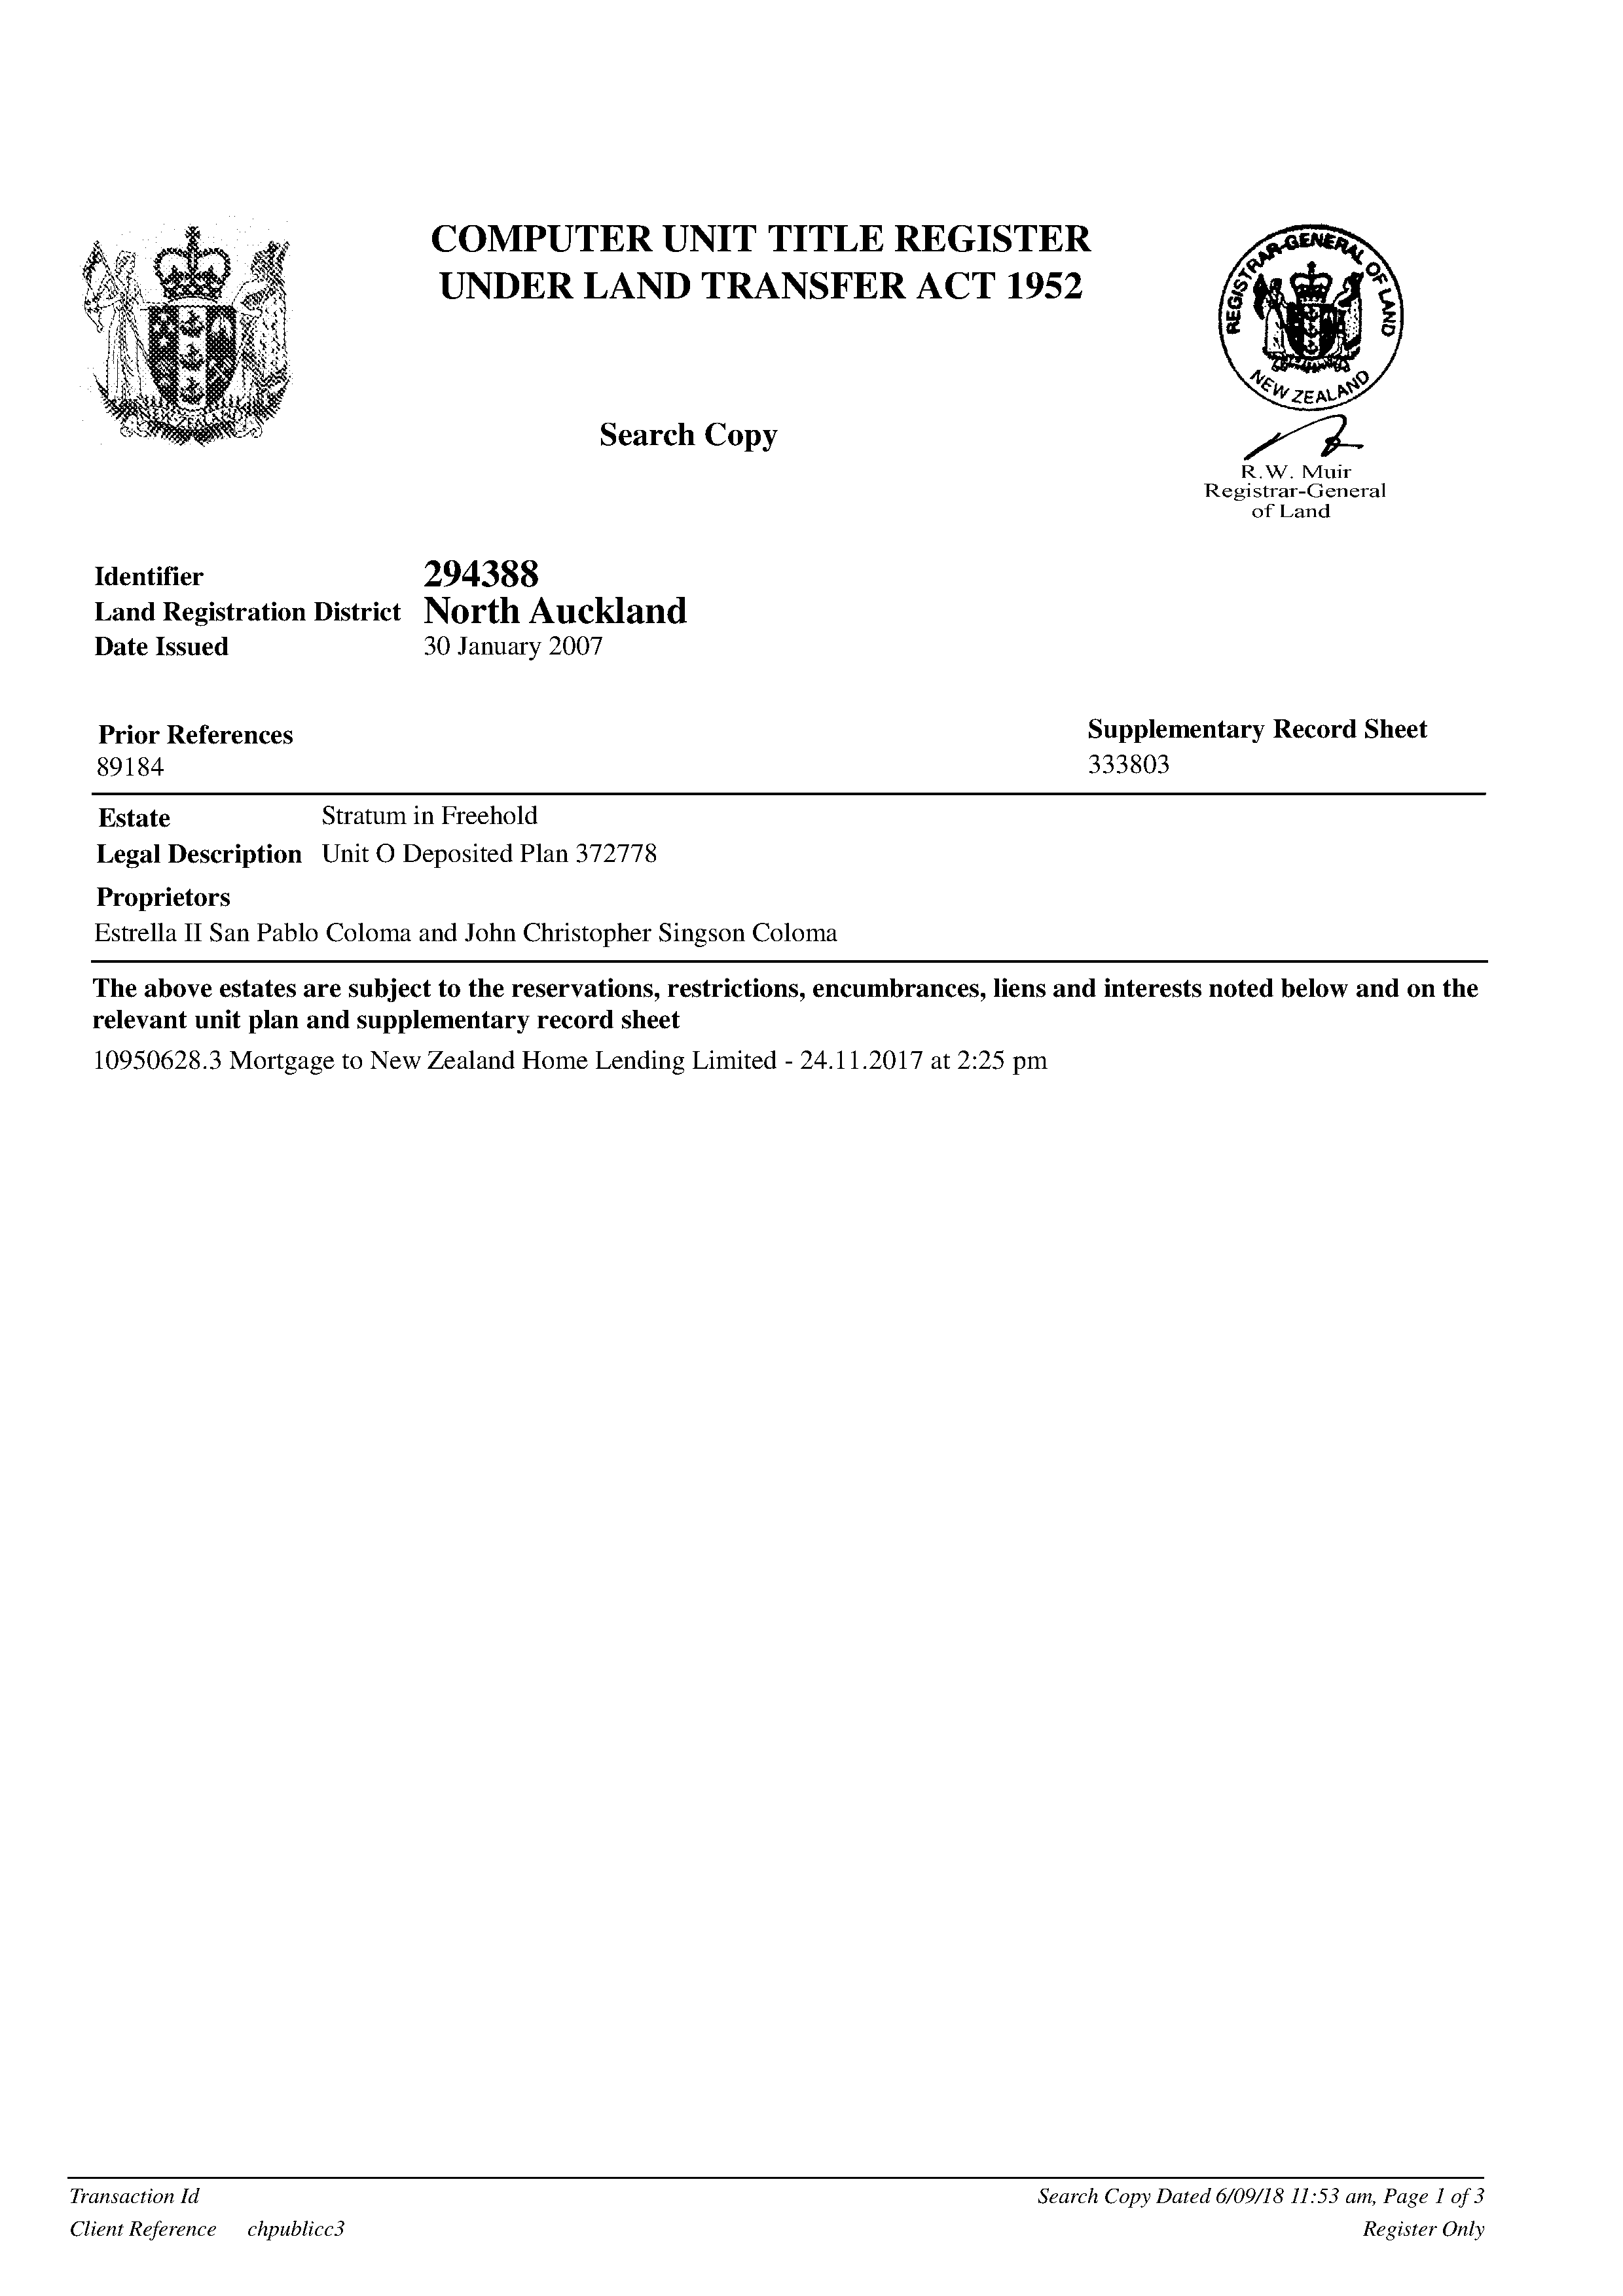 COMPUTER UNIT TITLE REGISTER
UNDER LAND TRANSFER ACT 1952
REGISTRAR-GENERAL OF LAND
NEW ZEALAND
Search Copy
R.W. Muir
Registrar-General
of Land
Identifier 294388
Land Registration District North Auckland
Date Issued 30 January 2007
Prior References Supplementary Record Sheet
89184 333803
Estate Stratum in Freehold
Legal Description Unit O Deposited Plan 372778
Proprietors
Estrella II San Pablo Coloma and John Christopher Singson Coloma
The above estates are subject to the reservations, restrictions, encumbrances, liens and interests noted below and on the
relevant unit plan and supplementary record sheet
10950628.3 Mortgage to New Zealand Home Lending Limited - 24.11.2017 at 2:25 pm
Transaction Id Search Copy Dated 6/09/18 11:53 am, Page 1 of 3
Client Reference chpublicc3 Register Only